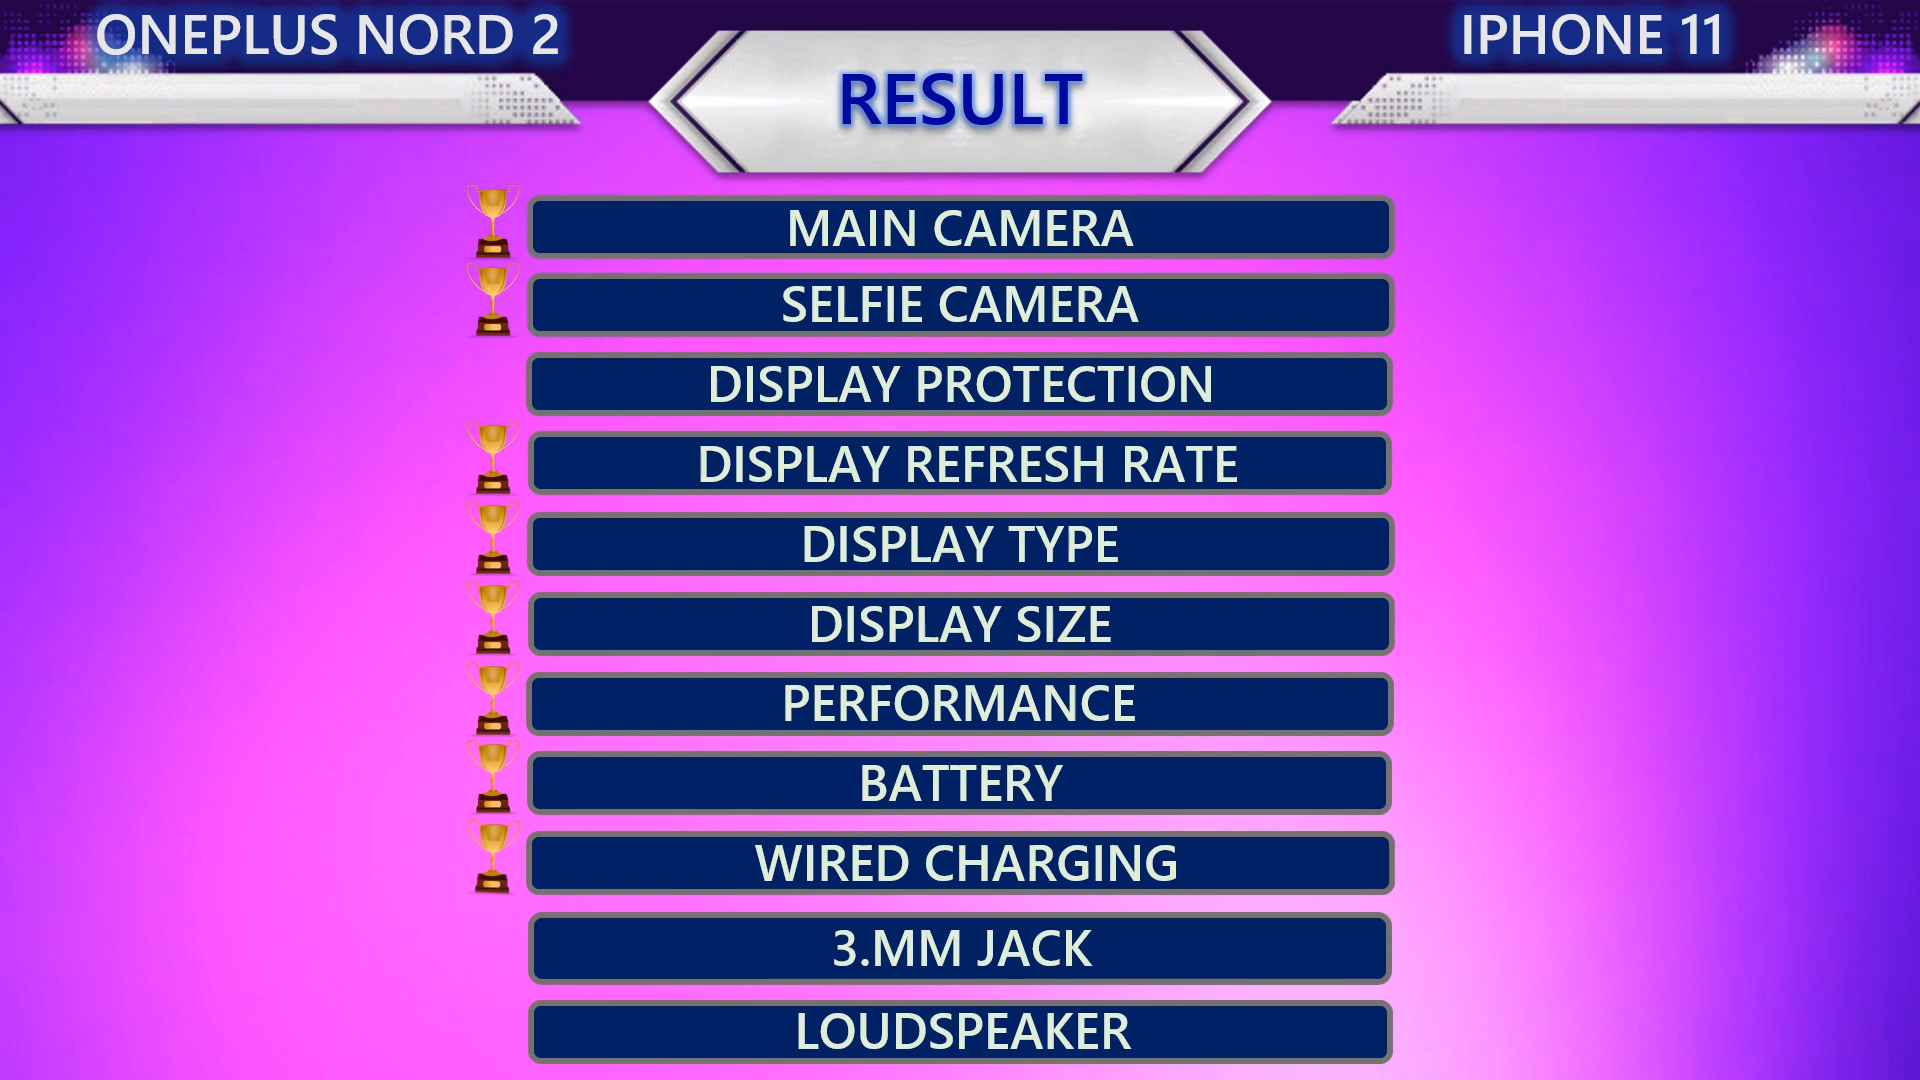 ONEPLUS NORD 2
RESULT
IPHONE 11
MAIN CAMERA
SELFIE CAMERA
DISPLAY PROTECTION
DISPLAY REFRESH RATE
DISPLAY TYPE
DISPLAY SIZE
PERFORMANCE
BATTERY
WIRED CHARGING
3.MM JACK
LOUDSPEAKER